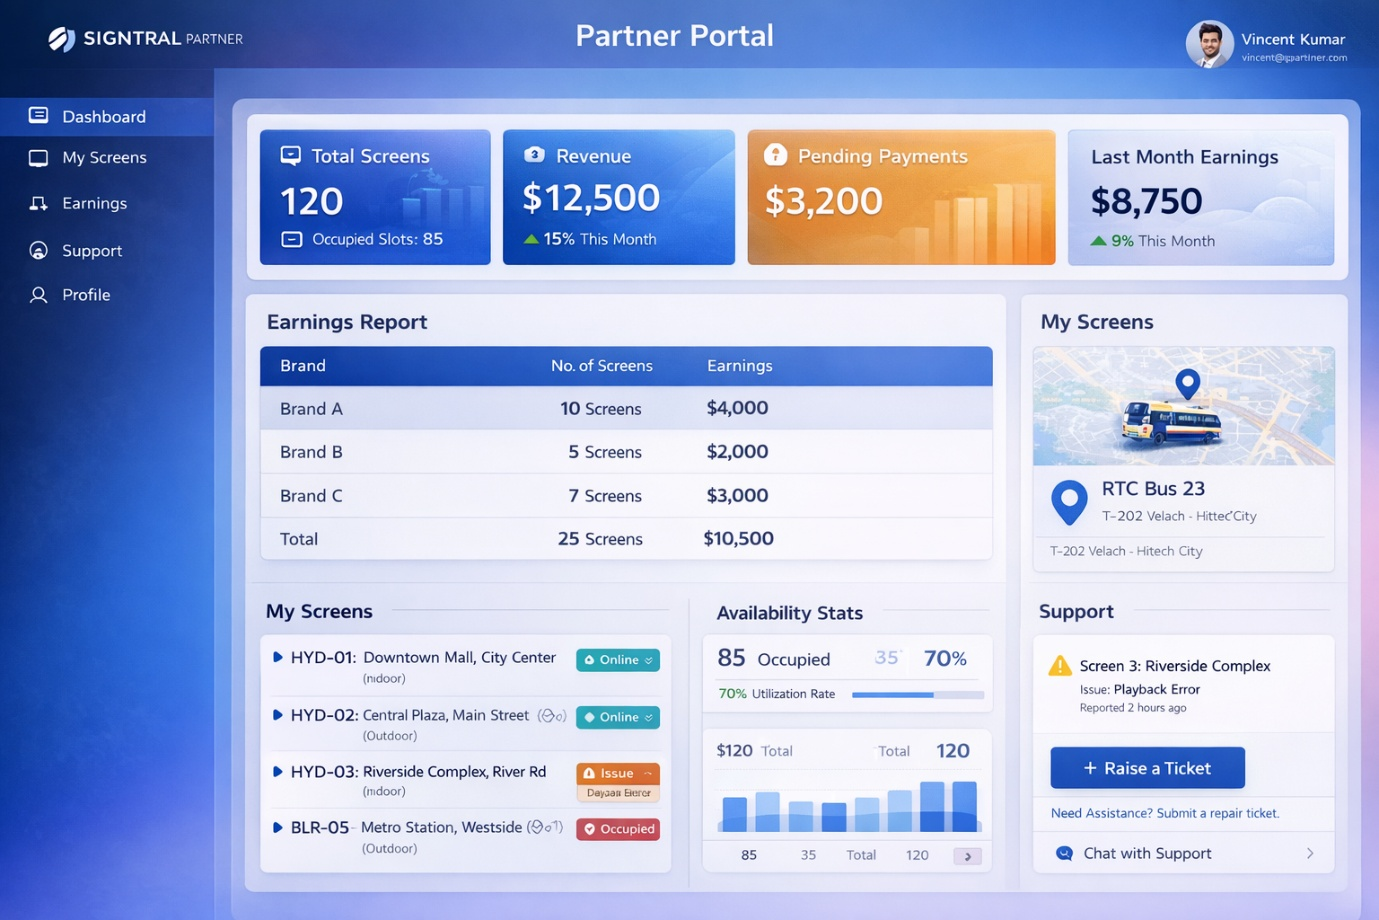 SIGNTRAL PARTNER
Partner Portal
Vincent Kumar
Dashboard
My Screens
Earnings
Support
Profile
Total Screens
120
Occupied Slots: 85
Revenue
$12,500
15% This Month
Pending Payments
$3,200
Last Month Earnings
$8,750
9% This Month
Earnings Report
Brand No. of Screens Earnings
Brand A 10 Screens $4,000
Brand B 5 Screens $2,000
Brand C 7 Screens $3,000
Total 25 Screens $10,500
My Screens
RTC Bus 23
T-202 Velach - Hittec'City
T-202 Velach - Hitech City
My Screens
HYD-01: Downtown Mall, City Center
(ındoor)
Online
HYD-02: Central Plaza, Main Street
(Outdoor)
Online
HYD-03: Riverside Complex, River Rd
(ındoor)
Issue
BLR-05- Metro Station, Westside
(Outdoor)
Occupied
Availability Stats
85 Occupied 35 70%
70% Utilization Rate
$120 Total Total 120
85 35 Total 120
Support
Screen 3: Riverside Complex
Issue: Playback Error
Reported 2 hours ago
+ Raise a Ticket
Need Assistance? Submit a repair ticket.
Chat with Support